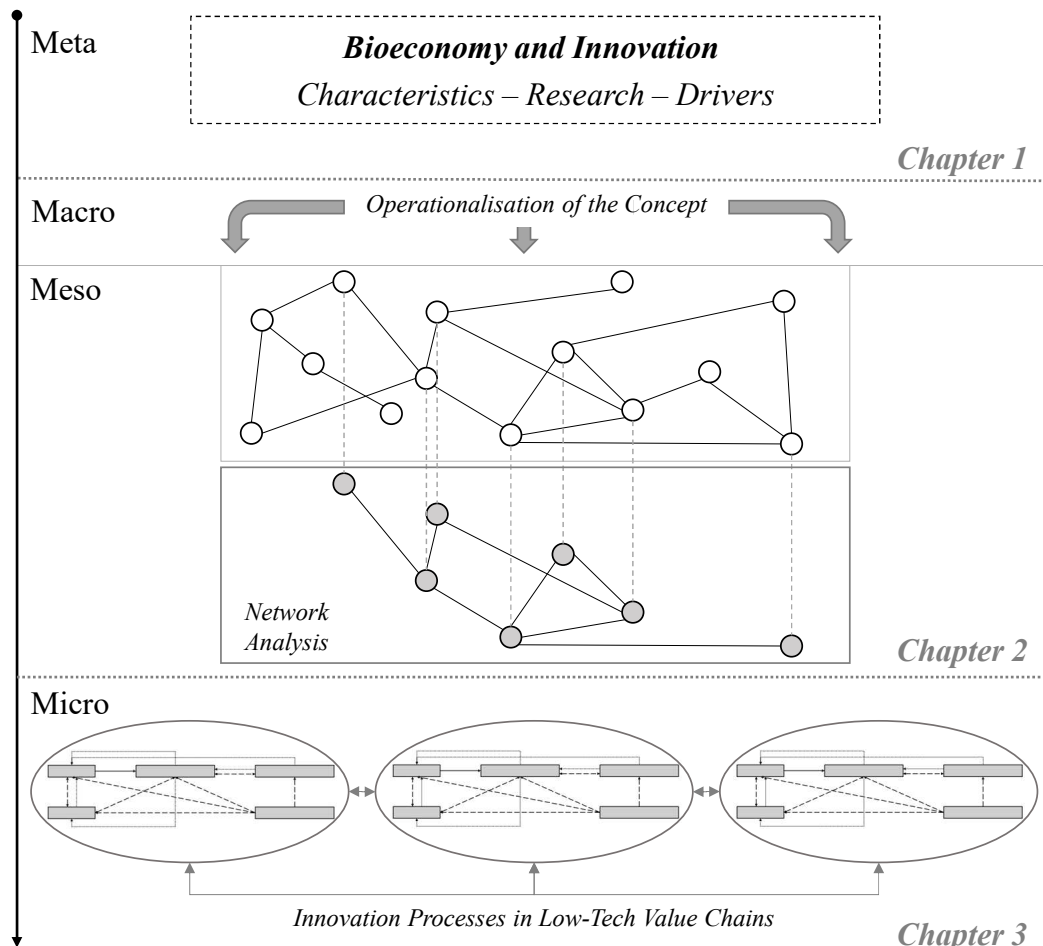 Meta
Bioeconomy and Innovation
Characteristics – Research – Drivers
Chapter 1
Macro
Operationalisation of the Concept
Meso
Network
Analysis
Chapter 2
Micro
Innovation Processes in Low-Tech Value Chains
Chapter 3